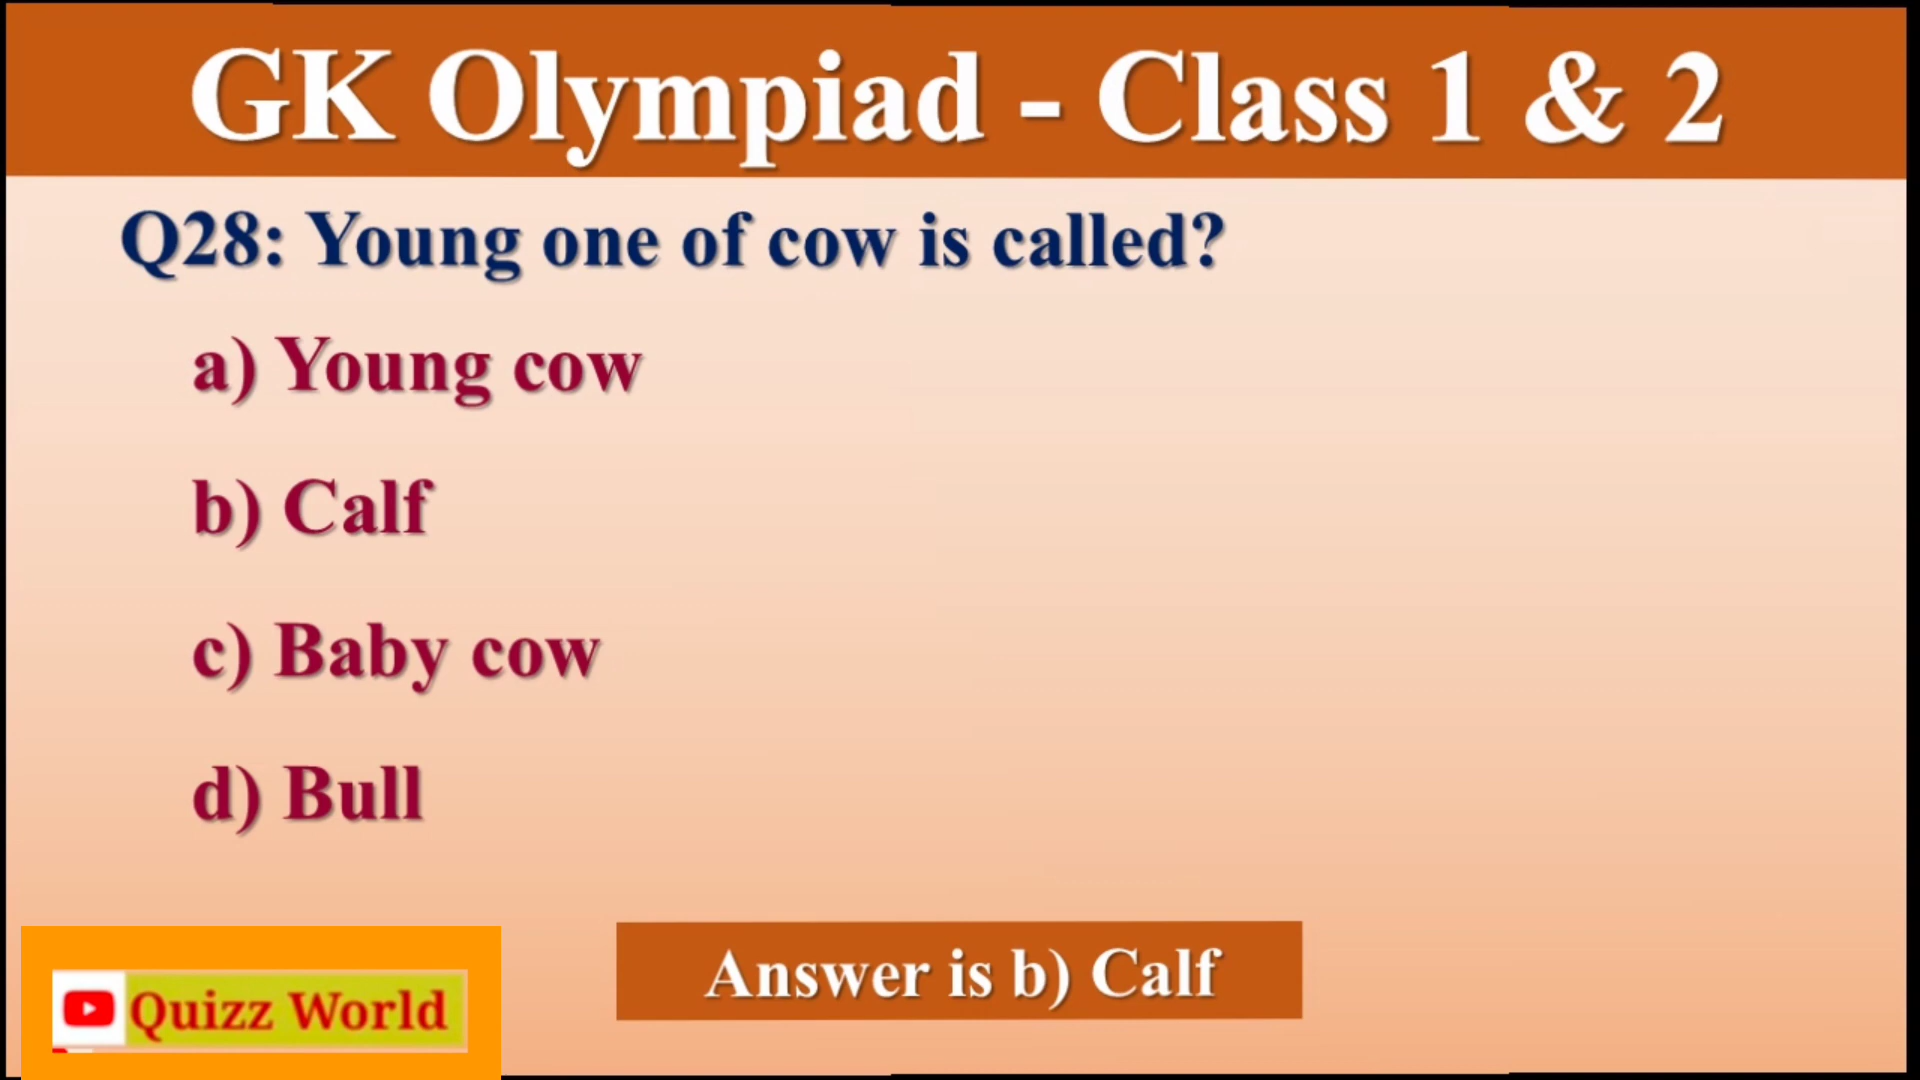 GK Olympiad - Class 1 & 2
Q28: Young one of cow is called?
a) Young cow
b) Calf
c) Baby cow
d) Bull
Answer is b) Calf
Quizz World